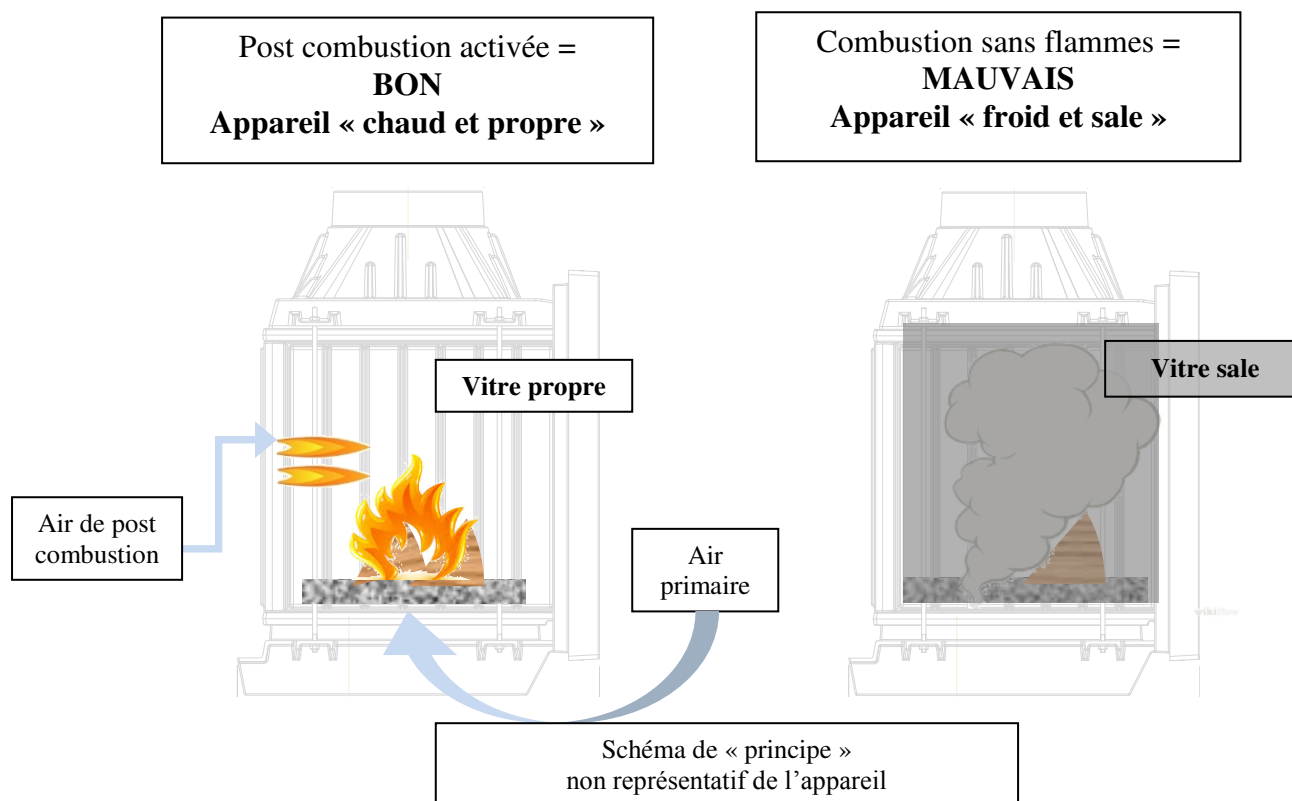 Post combustion activée =
BON
Appareil « chaud et propre »
Combustion sans flammes =
MAUVAIS
Appareil « froid et sale »
Vitre propre
Vitre sale
Air de post
combustion
Air
primaire
wikiHow
Schéma de « principe »
non représentatif de l'appareil